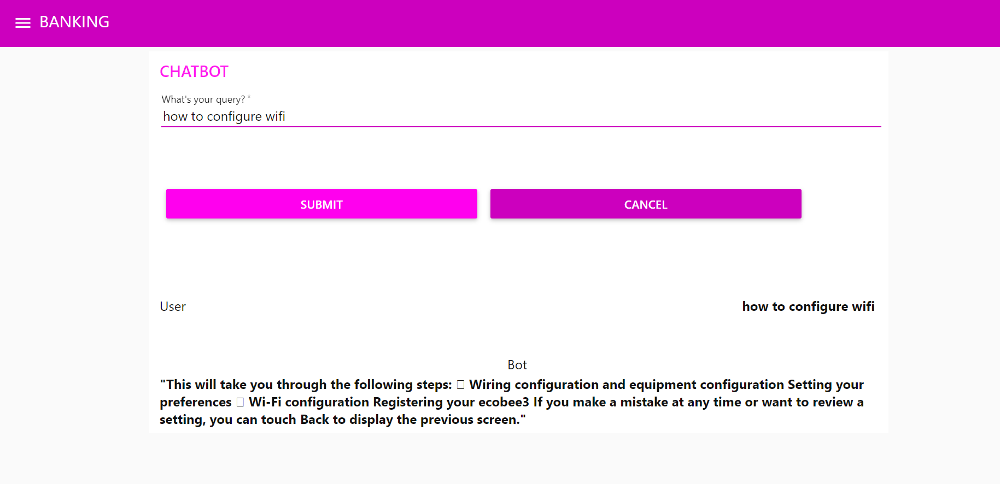 BANKING
CHATBOT
What's your query? *
how to configure wifi
SUBMIT CANCEL
User how to configure wifi
Bot
"This will take you through the following steps: ▯ Wiring configuration and equipment configuration Setting your
preferences ▯ Wi-Fi configuration Registering your ecobee3 If you make a mistake at any time or want to review a
setting, you can touch Back to display the previous screen."